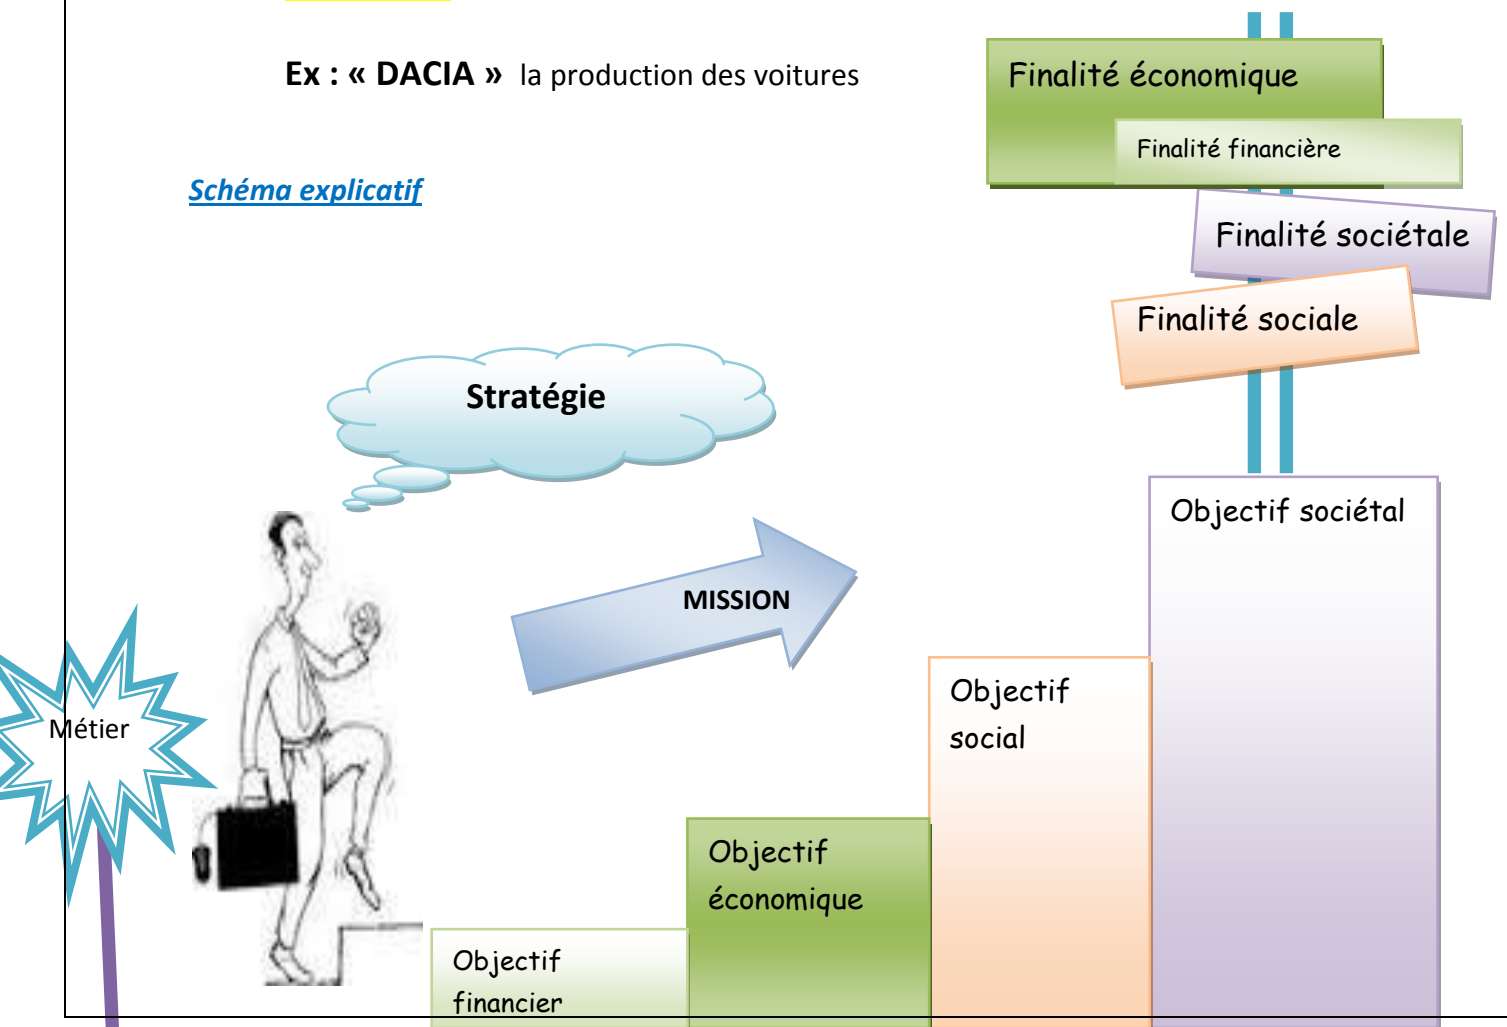 Ex : « DACIA » la production des voitures
Finalité économique
Finalité financière
Schéma explicatif
Finalité sociétale
Finalité sociale
Stratégie
Objectif sociétal
MISSION
Métier
Objectif
social
Objectif
économique
Objectif
financier